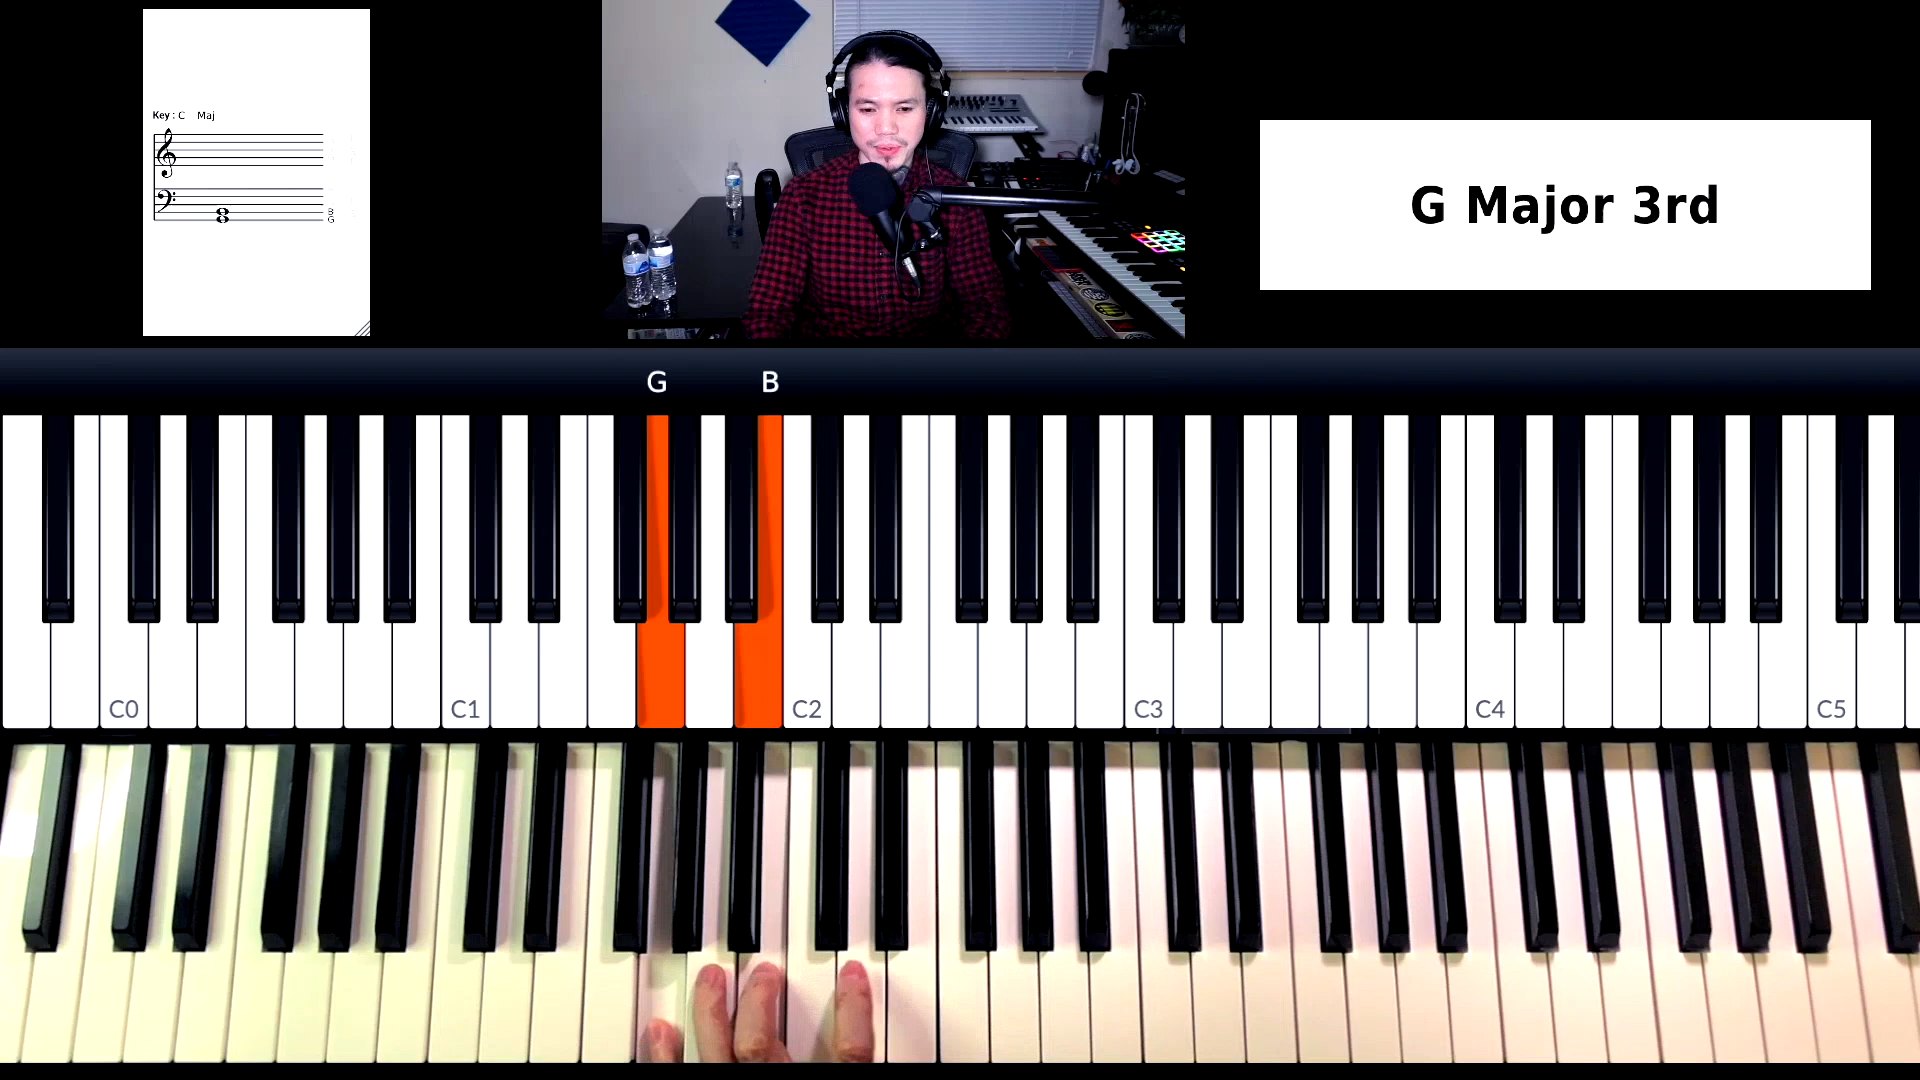 Key : C Maj
B
G
G Major 3rd
G B
C0 C1 C2 C3 C4 C5